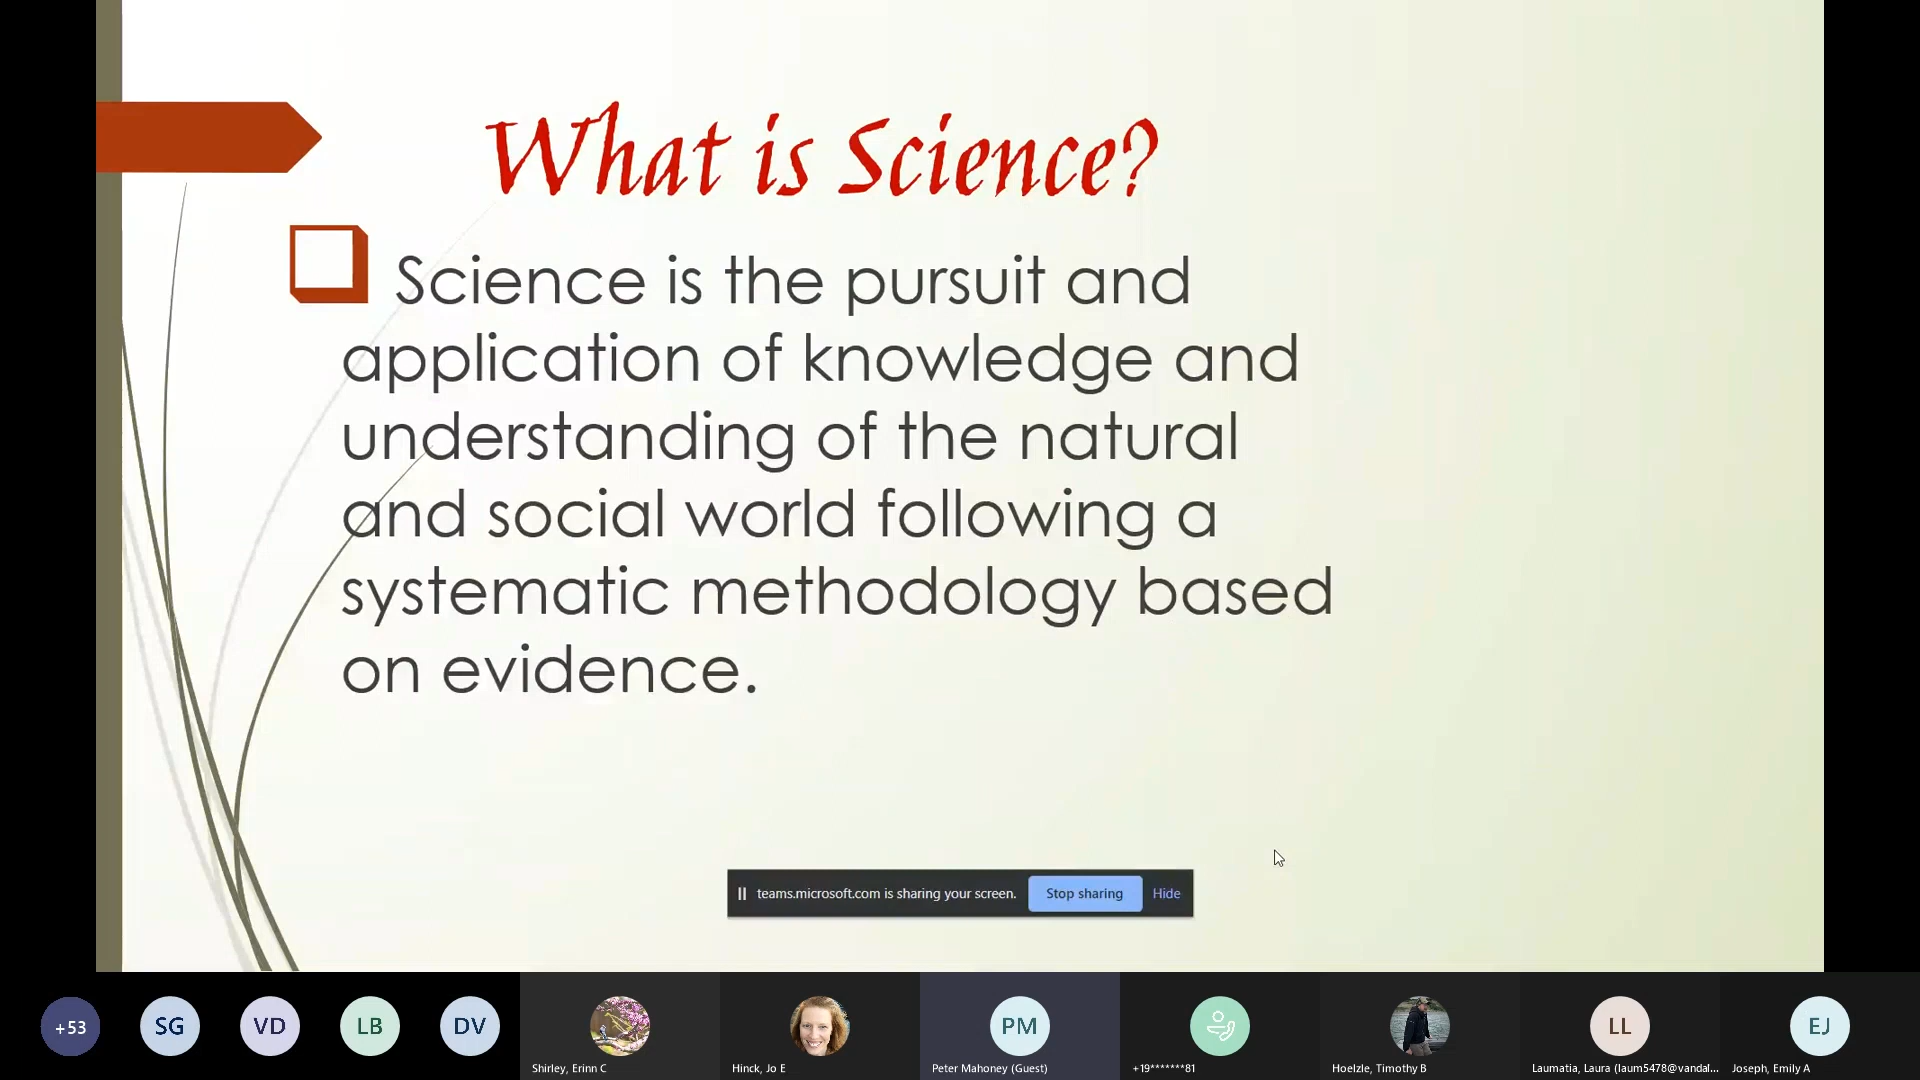 What is Science?
Science is the pursuit and
application of knowledge and
understanding of the natural
and social world following a
systematic methodology based
on evidence.
teams.microsoft.com is sharing your screen. Stop sharing Hide
+53 SG VD LB DV PM LL EJ
Shirley, Erinn C Hinck, Jo E Peter Mahoney (Guest) +19*******81 Hoelzle, Timothy B Laumatia, Laura (laum5478@vandal... Joseph, Emily A